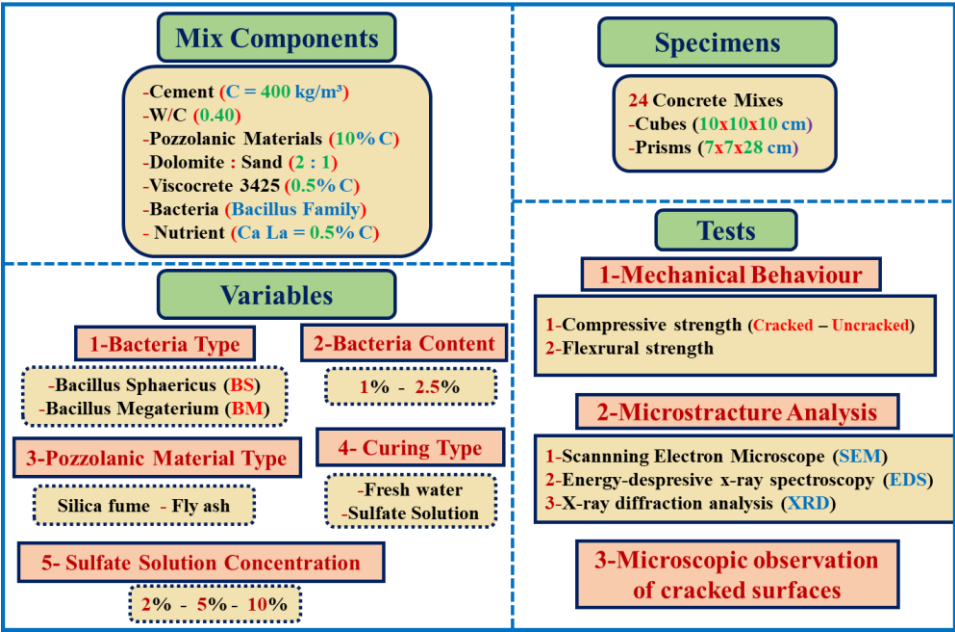 Mix Components
-Cement (C = 400 kg/m³)
-W/C (0.40)
-Pozzolanic Materials (10% C)
-Dolomite : Sand (2 : 1)
-Viscocrete 3425 (0.5% C)
-Bacteria (Bacillus Family)
- Nutrient (Ca La = 0.5% C)
Specimens
24 Concrete Mixes
-Cubes (10x10x10 cm)
-Prisms (7x7x28 cm)
Variables
1-Bacteria Type
-Bacillus Sphaericus (BS)
-Bacillus Megaterium (BM)
2-Bacteria Content
1% - 2.5%
3-Pozzolanic Material Type
Silica fume - Fly ash
4- Curing Type
-Fresh water
-Sulfate Solution
5- Sulfate Solution Concentration
2% - 5% - 10%
Tests
1-Mechanical Behaviour
1-Compressive strength (Cracked – Uncracked)
2-Flexrural strength
2-Microstracture Analysis
1-Scannning Electron Microscope (SEM)
2-Energy-despresive x-ray spectroscopy (EDS)
3-X-ray diffraction analysis (XRD)
3-Microscopic observation
of cracked surfaces